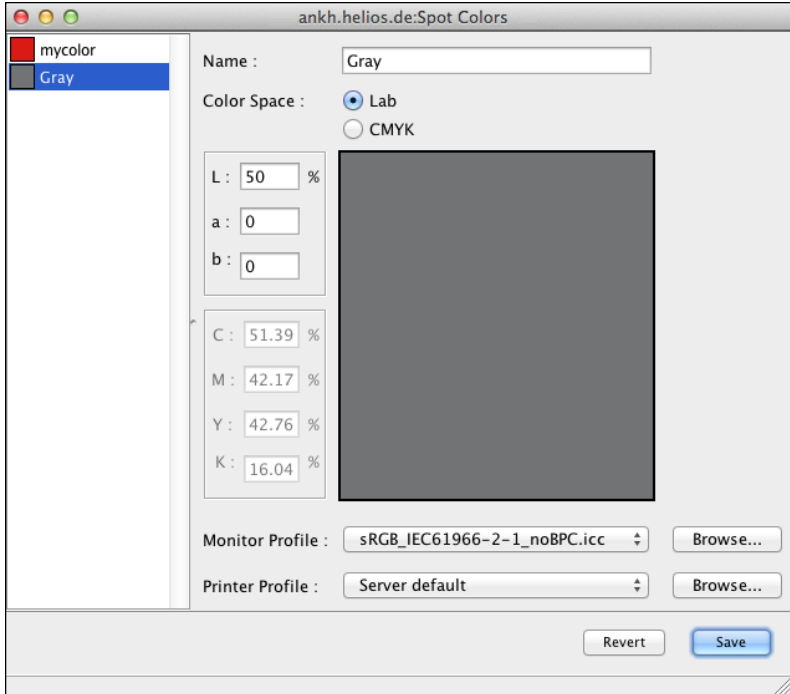 ankh.helios.de:Spot Colors
mycolor
Gray
Name :
Gray
Color Space :
Lab
CMYK
L : 50 %
a : 0
b : 0
C : 51.39 %
M : 42.17 %
Y : 42.76 %
K : 16.04 %
Monitor Profile : sRGB_IEC61966-2-1_noBPC.icc Browse...
Printer Profile : Server default Browse...
Revert Save